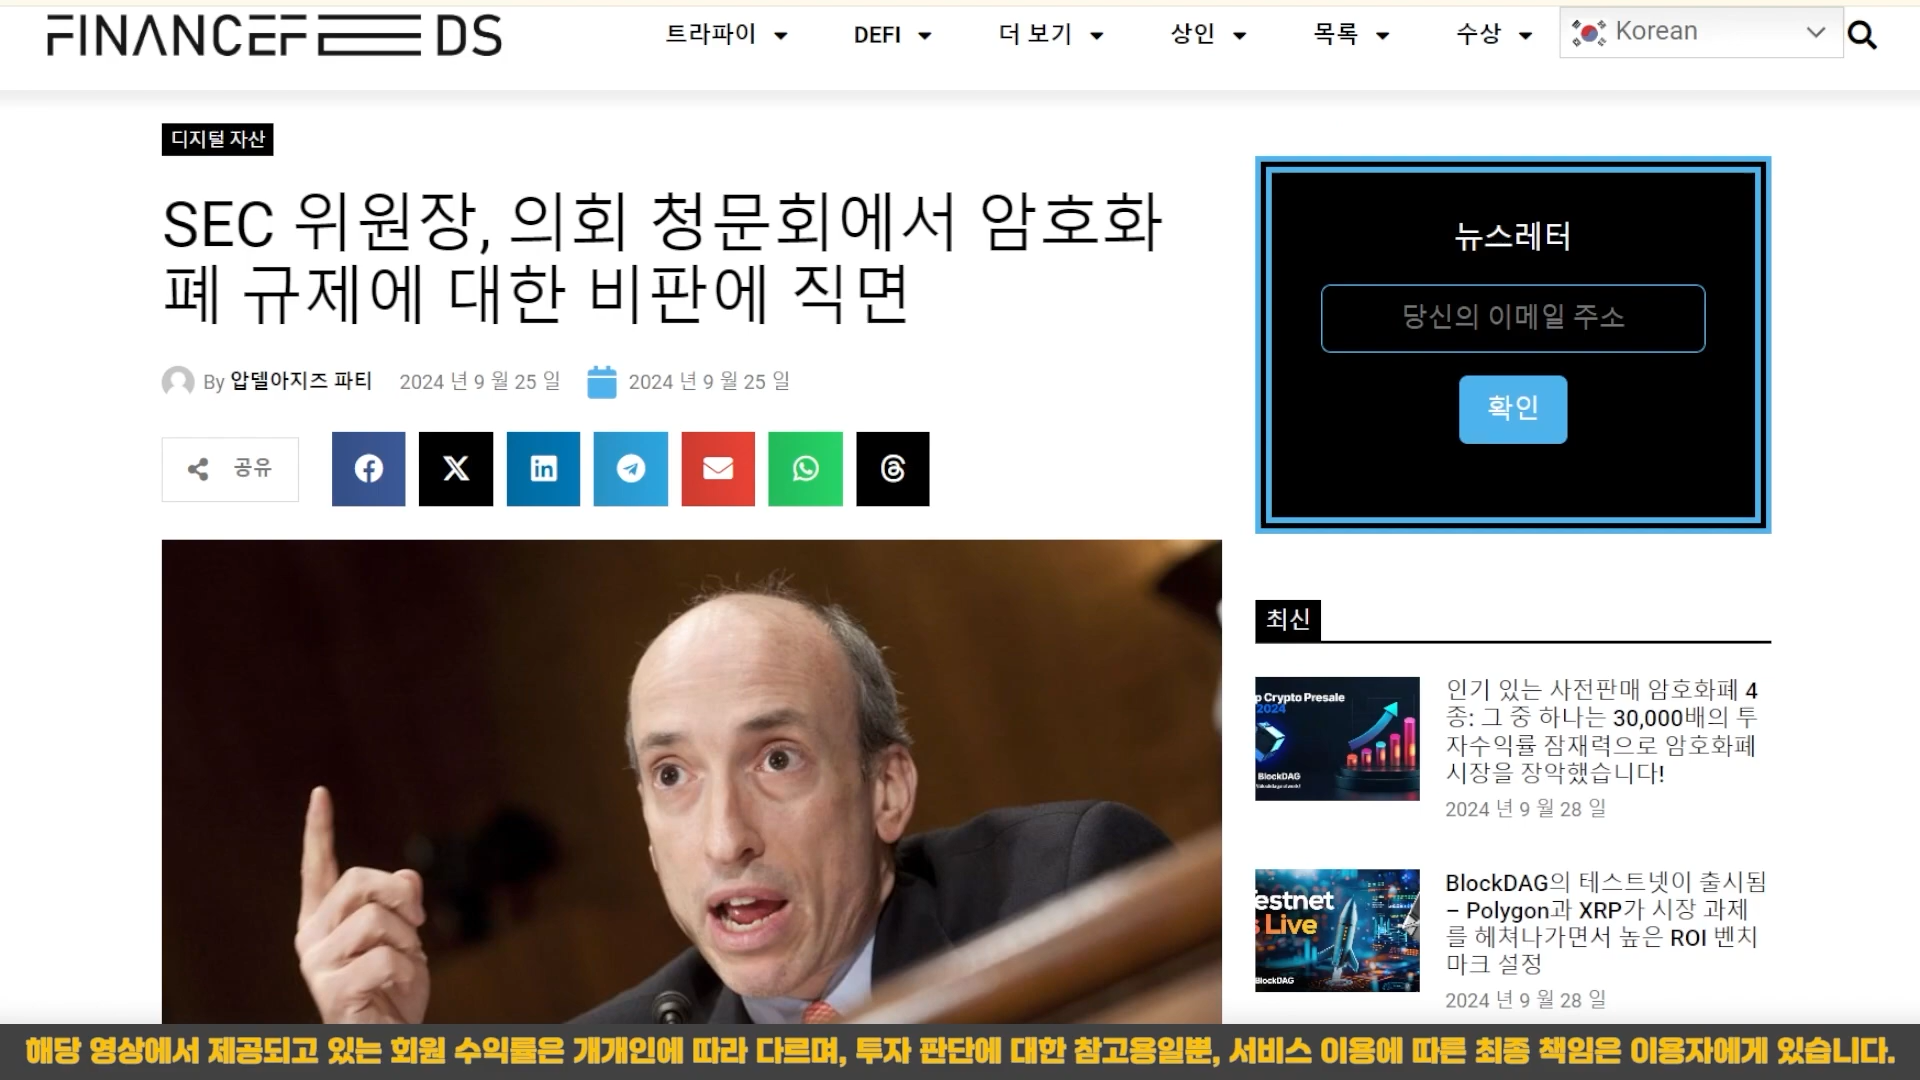 FINANCEFEEDS
트라파이
DEFI
더 보기
상인
목록
수상
Korean
디지털 자산
SEC 위원장, 의회 청문회에서 암호화
폐 규제에 대한 비판에 직면
By 압델아지즈 파티 2024 년 9 월 25 일 2024 년 9 월 25 일
공유
뉴스레터
당신의 이메일 주소
확인
최신
p Crypto Presale
2024
BlockDAG
인기 있는 사전판매 암호화폐 4
종: 그 중 하나는 30,000배의 투
자수익률 잠재력으로 암호화폐
시장을 장악했습니다!
2024 년 9 월 28 일
estnet
s Live
BlockDAG
BlockDAG의 테스트넷이 출시됨
– Polygon과 XRP가 시장 과제
를 헤쳐나가면서 높은 ROI 벤치
마크 설정
2024 년 9 월 28 일
해당 영상에서 제공되고 있는 회원 수익률은 개개인에 따라 다르며, 투자 판단에 대한 참고용일뿐, 서비스 이용에 따른 최종 책임은 이용자에게 있습니다.